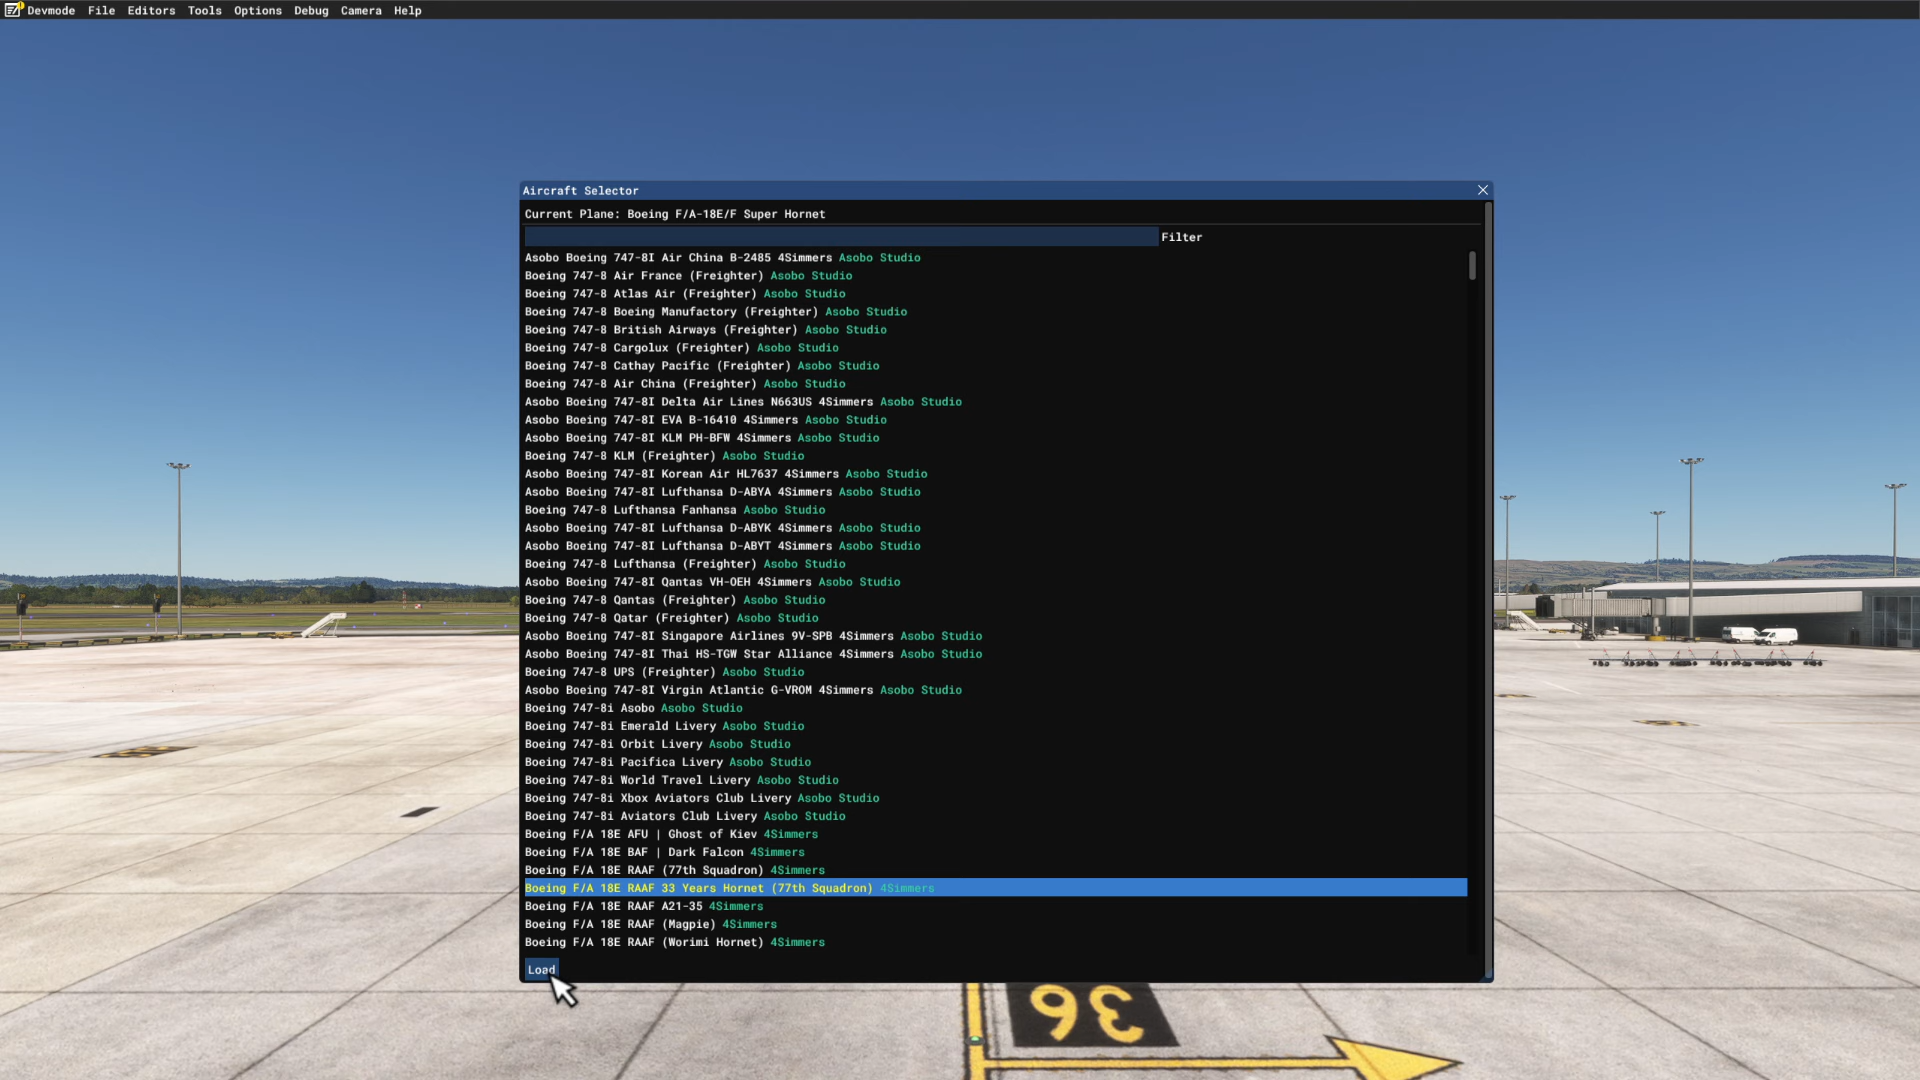 Devmode File Editors Tools Options Debug Camera Help
Aircraft Selector
Current Plane: Boeing F/A-18E/F Super Hornet
Filter
Asobo Boeing 747-8I Air China B-2485 4Simmers Asobo Studio
Boeing 747-8 Air France (Freighter) Asobo Studio
Boeing 747-8 Atlas Air (Freighter) Asobo Studio
Boeing 747-8 Boeing Manufactory (Freighter) Asobo Studio
Boeing 747-8 British Airways (Freighter) Asobo Studio
Boeing 747-8 Cargolux (Freighter) Asobo Studio
Boeing 747-8 Cathay Pacific (Freighter) Asobo Studio
Boeing 747-8 Air China (Freighter) Asobo Studio
Asobo Boeing 747-8I Delta Air Lines N663US 4Simmers Asobo Studio
Asobo Boeing 747-8I EVA B-16410 4Simmers Asobo Studio
Asobo Boeing 747-8I KLM PH-BFW 4Simmers Asobo Studio
Boeing 747-8 KLM (Freighter) Asobo Studio
Asobo Boeing 747-8I Korean Air HL7637 4Simmers Asobo Studio
Asobo Boeing 747-8I Lufthansa D-ABYA 4Simmers Asobo Studio
Boeing 747-8 Lufthansa Fanhansa Asobo Studio
Asobo Boeing 747-8I Lufthansa D-ABYK 4Simmers Asobo Studio
Asobo Boeing 747-8I Lufthansa D-ABYT 4Simmers Asobo Studio
Boeing 747-8 Lufthansa (Freighter) Asobo Studio
Asobo Boeing 747-8I Qantas VH-OEH 4Simmers Asobo Studio
Boeing 747-8 Qantas (Freighter) Asobo Studio
Boeing 747-8 Qatar (Freighter) Asobo Studio
Asobo Boeing 747-8I Singapore Airlines 9V-SPB 4Simmers Asobo Studio
Asobo Boeing 747-8I Thai HS-TGW Star Alliance 4Simmers Asobo Studio
Boeing 747-8 UPS (Freighter) Asobo Studio
Asobo Boeing 747-8I Virgin Atlantic G-VROM 4Simmers Asobo Studio
Boeing 747-8i Asobo Asobo Studio
Boeing 747-8i Emerald Livery Asobo Studio
Boeing 747-8i Orbit Livery Asobo Studio
Boeing 747-8i Pacifica Livery Asobo Studio
Boeing 747-8i World Travel Livery Asobo Studio
Boeing 747-8i Xbox Aviators Club Livery Asobo Studio
Boeing 747-8i Aviators Club Livery Asobo Studio
Boeing F/A 18E AFU | Ghost of Kiev 4Simmers
Boeing F/A 18E BAF | Dark Falcon 4Simmers
Boeing F/A 18E RAAF (77th Squadron) 4Simmers
Boeing F/A 18E RAAF 33 Years Hornet (77th Squadron) 4Simmers
Boeing F/A 18E RAAF A21-35 4Simmers
Boeing F/A 18E RAAF (Magpie) 4Simmers
Boeing F/A 18E RAAF (Worimi Hornet) 4Simmers
Load
36